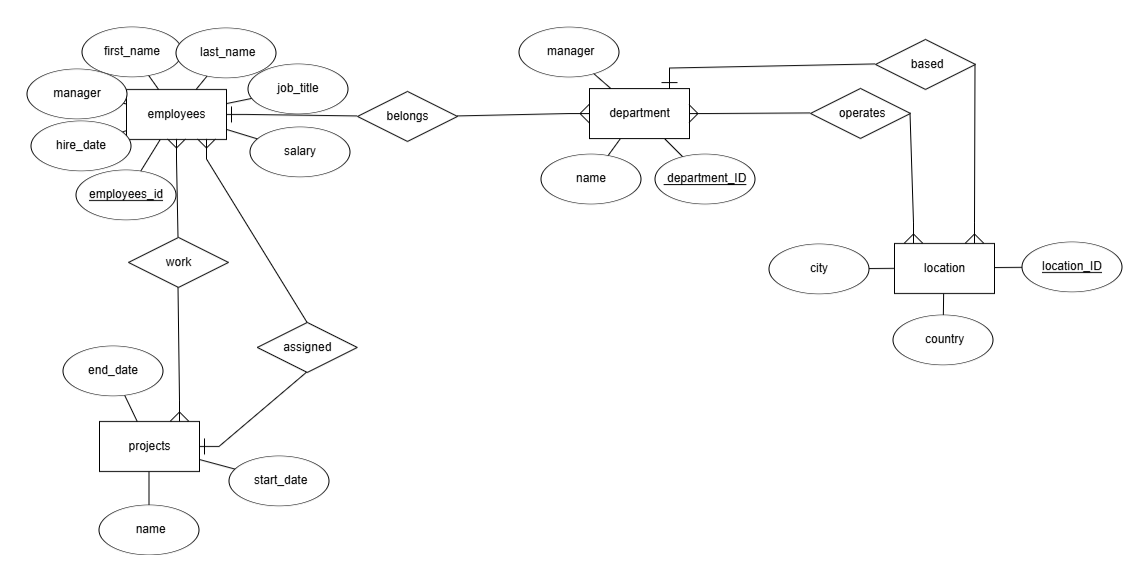 first_name
last_name
manager
job_title
employees
hire_date
salary
employees_id
belongs
manager
department
name
department_ID
based
operates
city
location
location_ID
country
work
assigned
end_date
projects
start_date
name